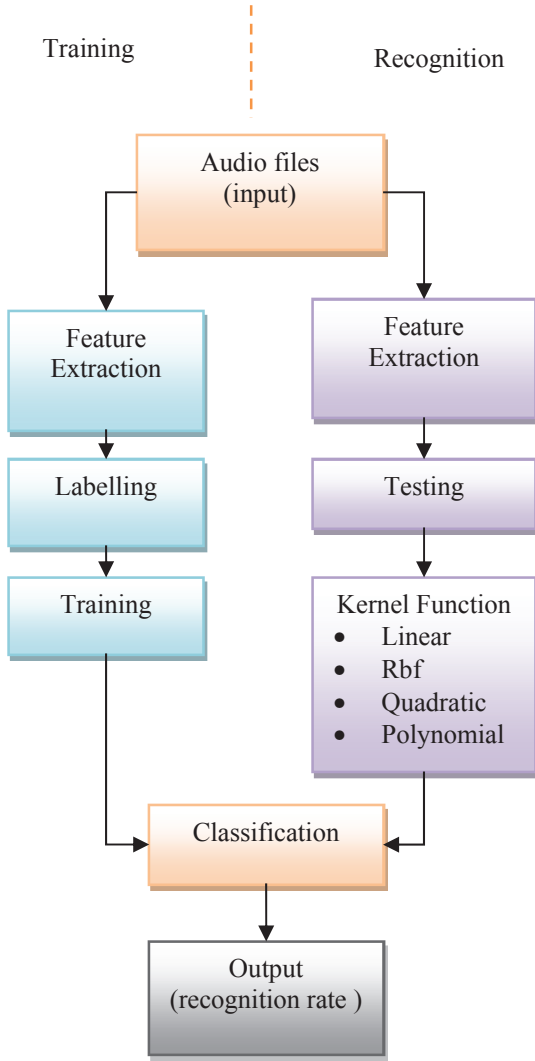 Training
Recognition
Audio files
(input)
Feature
Extraction
Labelling
Training
Feature
Extraction
Testing
Kernel Function
• Linear
• Rbf
• Quadratic
• Polynomial
Classification
Output
(recognition rate )